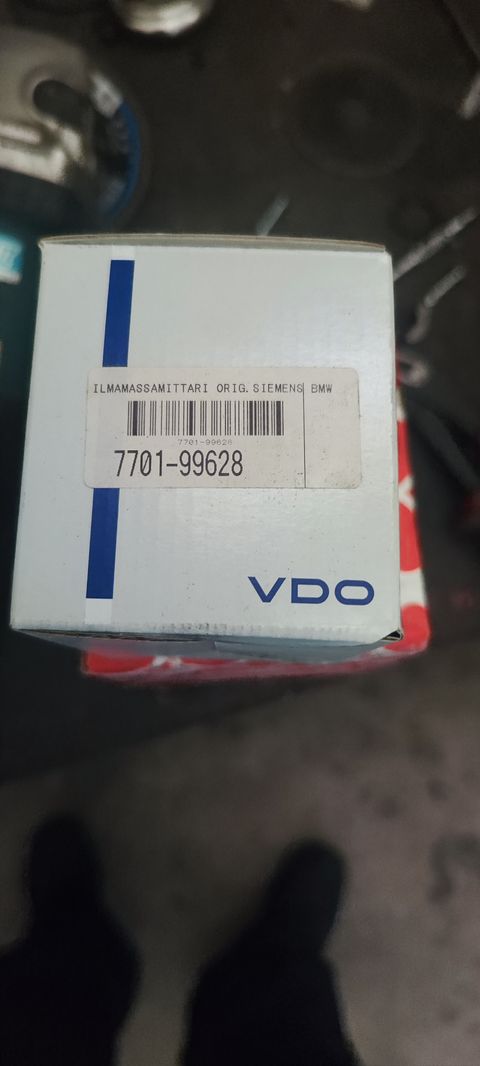 ILMAMASSAMITTARI ORIG.SIEMENS BMW
7701-99628
7701-99628
VDO